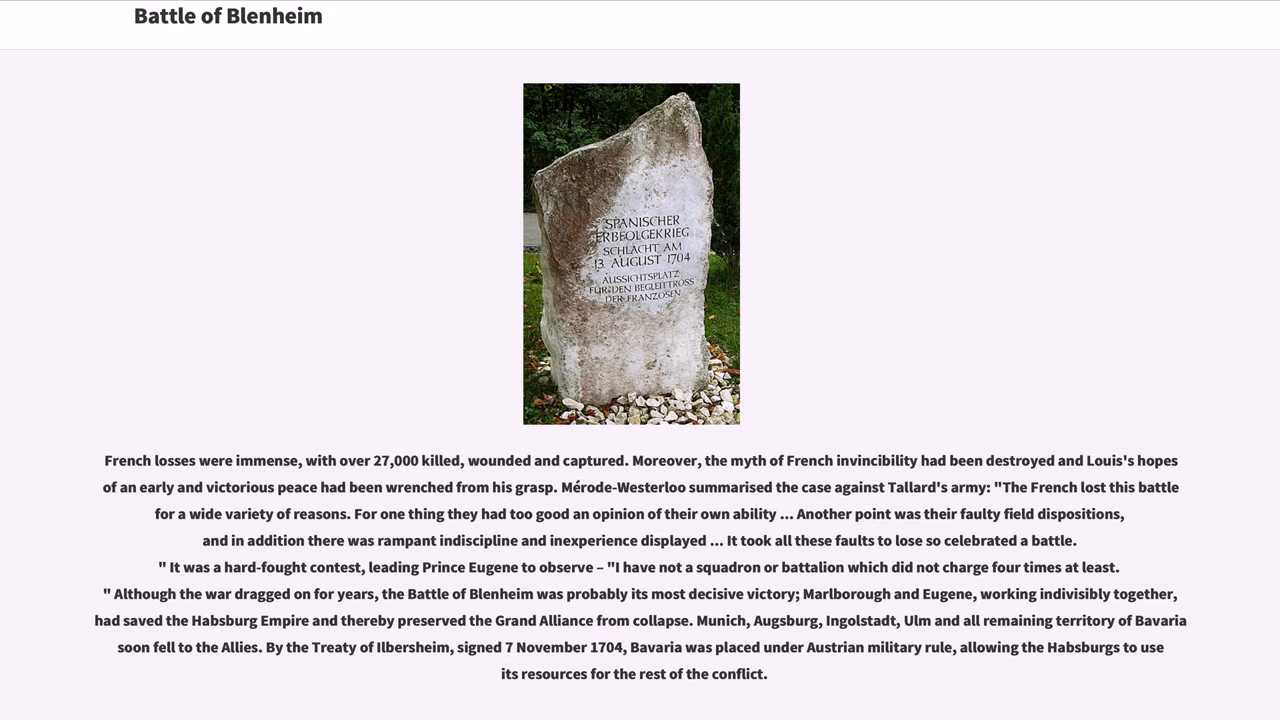 Battle of Blenheim
SPANISCHER
ERBFOLGEKRIEG
SCHLACHT AM
13. AUGUST 1704
AUSSICHTSPLATZ
FÜR DEN BEGLEITTROSS
DER FRANZOSEN
French losses were immense, with over 27,000 killed, wounded and captured. Moreover, the myth of French invincibility had been destroyed and Louis's hopes
of an early and victorious peace had been wrenched from his grasp. Mérode-Westerloo summarised the case against Tallard's army: "The French lost this battle
for a wide variety of reasons. For one thing they had too good an opinion of their own ability ... Another point was their faulty field dispositions,
and in addition there was rampant indiscipline and inexperience displayed ... It took all these faults to lose so celebrated a battle.
" It was a hard-fought contest, leading Prince Eugene to observe – "I have not a squadron or battalion which did not charge four times at least.
" Although the war dragged on for years, the Battle of Blenheim was probably its most decisive victory; Marlborough and Eugene, working indivisibly together,
had saved the Habsburg Empire and thereby preserved the Grand Alliance from collapse. Munich, Augsburg, Ingolstadt, Ulm and all remaining territory of Bavaria
soon fell to the Allies. By the Treaty of Ilbersheim, signed 7 November 1704, Bavaria was placed under Austrian military rule, allowing the Habsburgs to use
its resources for the rest of the conflict.